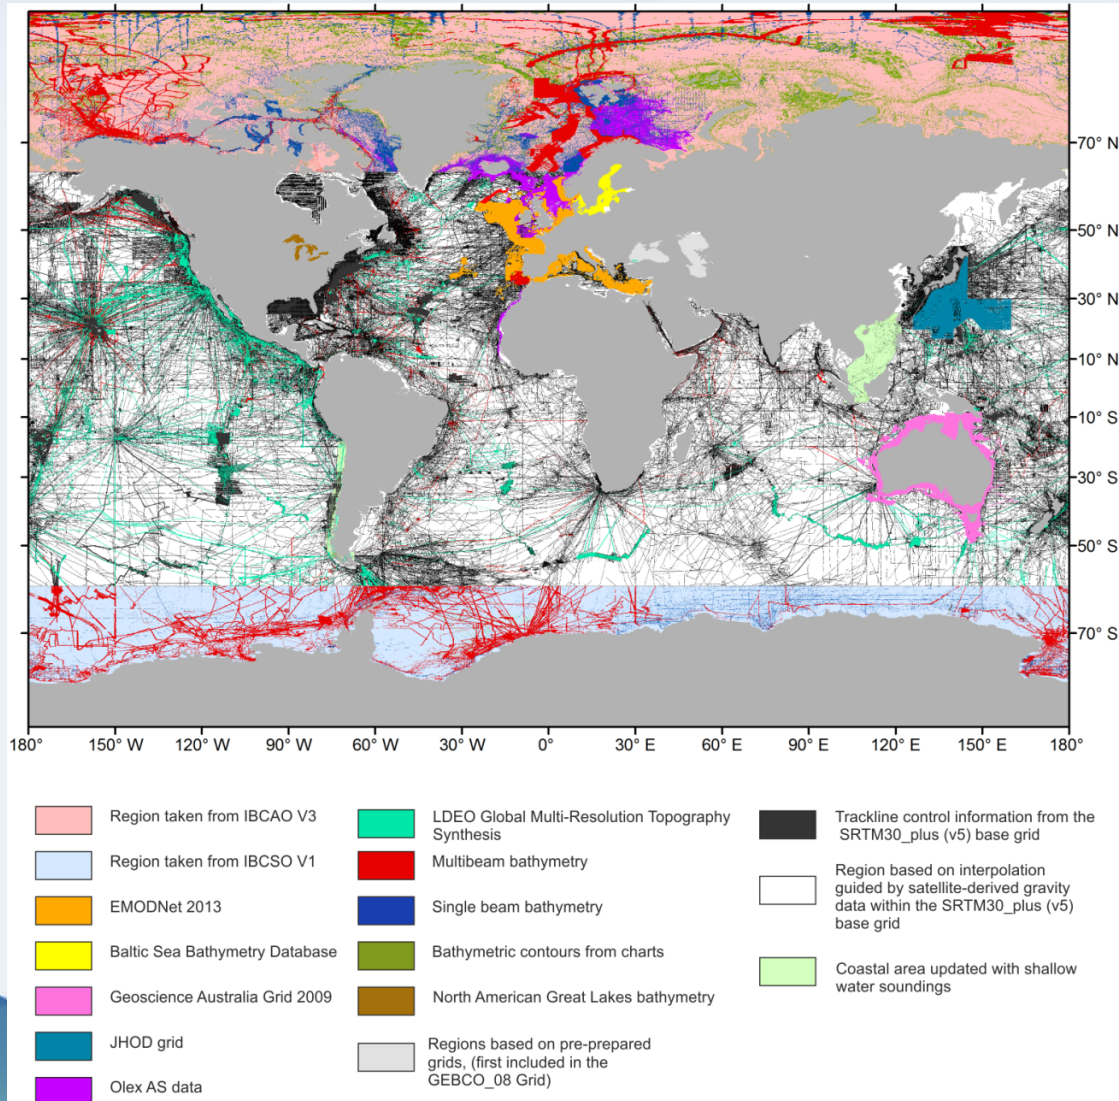 70° N
50° N
30° N
10° N
10° S
30° S
50° S
70° S
180°
150° W
120° W
90° W
60° W
30° W
0°
30° E
60° E
90° E
120° E
150° E
180°
Region taken from IBCAO V3
Region taken from IBCSO V1
EMODNet 2013
Baltic Sea Bathymetry Database
Geoscience Australia Grid 2009
JHOD grid
Olex AS data
LDEO Global Multi-Resolution Topography
Synthesis
Multibeam bathymetry
Single beam bathymetry
Bathymetric contours from charts
North American Great Lakes bathymetry
Regions based on pre-prepared
grids, (first included in the
GEBCO_08 Grid)
Trackline control information from the
SRTM30_plus (v5) base grid
Region based on interpolation
guided by satellite-derived gravity
data within the SRTM30_plus (v5)
base grid
Coastal area updated with shallow
water soundings